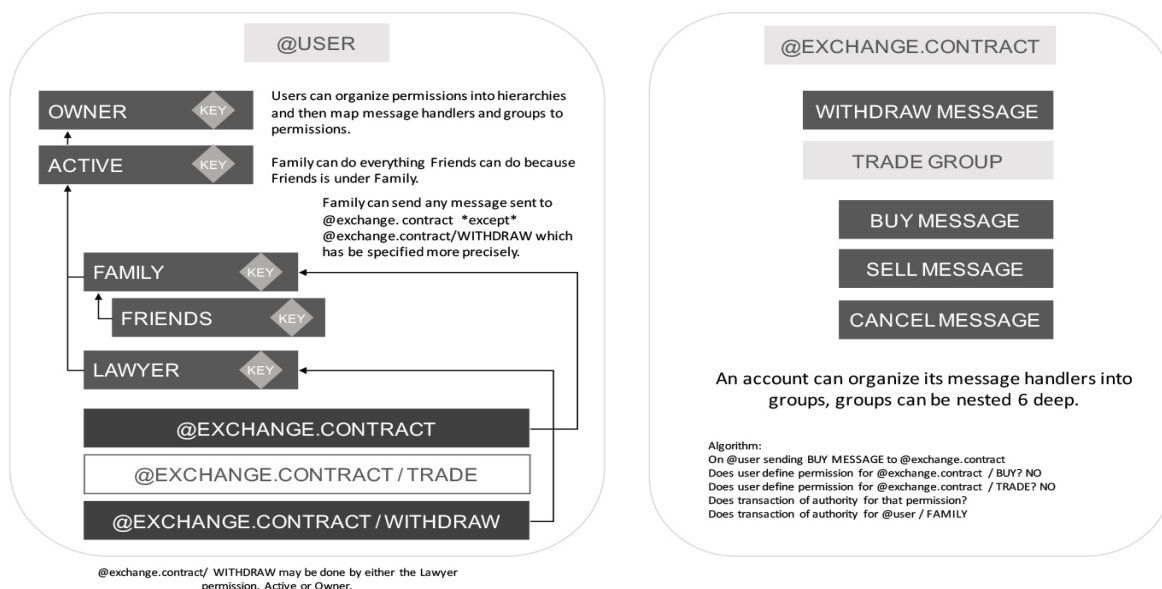 @USER
OWNER KEY
Users can organize permissions into hierarchies
and then map message handlers and groups to
permissions.
ACTIVE KEY
Family can do everything Friends can do because
Friends is under Family.
Family can send any message sent to
@exchange. contract *except*
@exchange.contract/WITHDRAW which
has be specified more precisely.
FAMILY KEY
FRIENDS KEY
LAWYER KEY
@EXCHANGE.CONTRACT
@EXCHANGE.CONTRACT / TRADE
@EXCHANGE.CONTRACT / WITHDRAW
@exchange.contract/ WITHDRAW may be done by either the Lawyer
permission, Active or Owner.
@EXCHANGE.CONTRACT
WITHDRAW MESSAGE
TRADE GROUP
BUY MESSAGE
SELL MESSAGE
CANCEL MESSAGE
An account can organize its message handlers into
groups, groups can be nested 6 deep.
Algorithm:
On @user sending BUY MESSAGE to @exchange.contract
Does user define permission for @exchange.contract / BUY? NO
Does user define permission for @exchange.contract / TRADE? NO
Does transaction of authority for that permission?
Does transaction of authority for @user / FAMILY